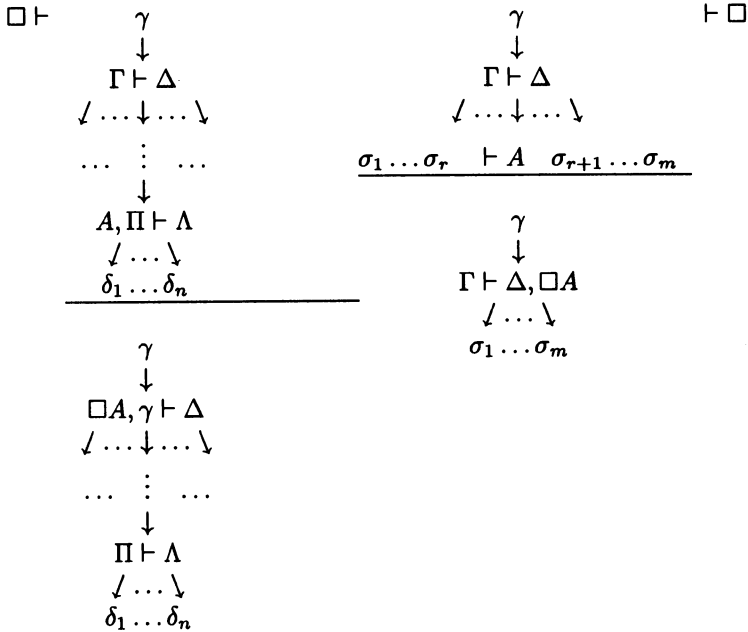 □ ⊢
γ
↓
Γ ⊢ Δ
↙ … ↓ … ↘
… ⋮ …
↓
A, Π ⊢ Λ
↙ … ↘
δ₁ … δₙ
γ
↓
□A, γ ⊢ Δ
↙ … ↓ … ↘
… ⋮ …
↓
Π ⊢ Λ
↙ … ↘
δ₁ … δₙ
⊢ □
γ
↓
Γ ⊢ Δ
↙ … ↓ … ↘
σ₁ … σᵣ ⊢ A σᵣ₊₁ … σₘ
γ
↓
Γ ⊢ Δ, □A
↙ … ↘
σ₁ … σₘ